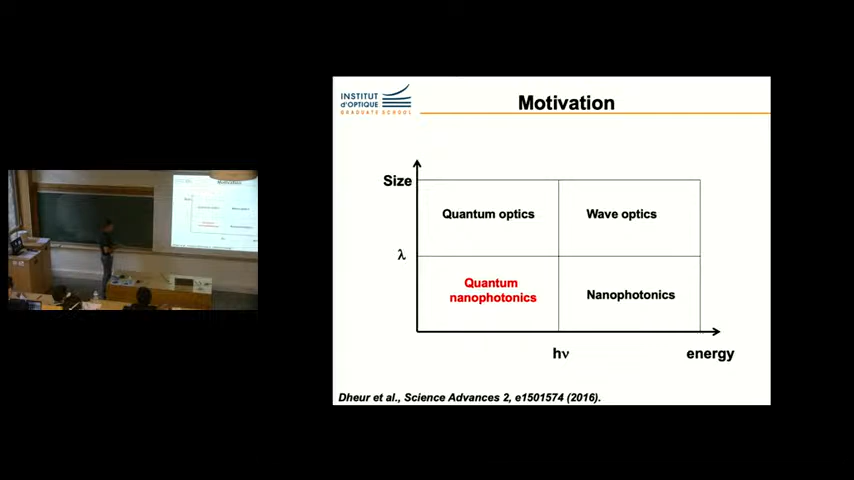 INSTITUT
d'OPTIQUE
GRADUATE SCHOOL
Motivation
Size
Quantum optics
Wave optics
λ
Quantum
nanophotonics
Nanophotonics
hν
energy
Dheur et al., Science Advances 2, e1501574 (2016).
Motivation